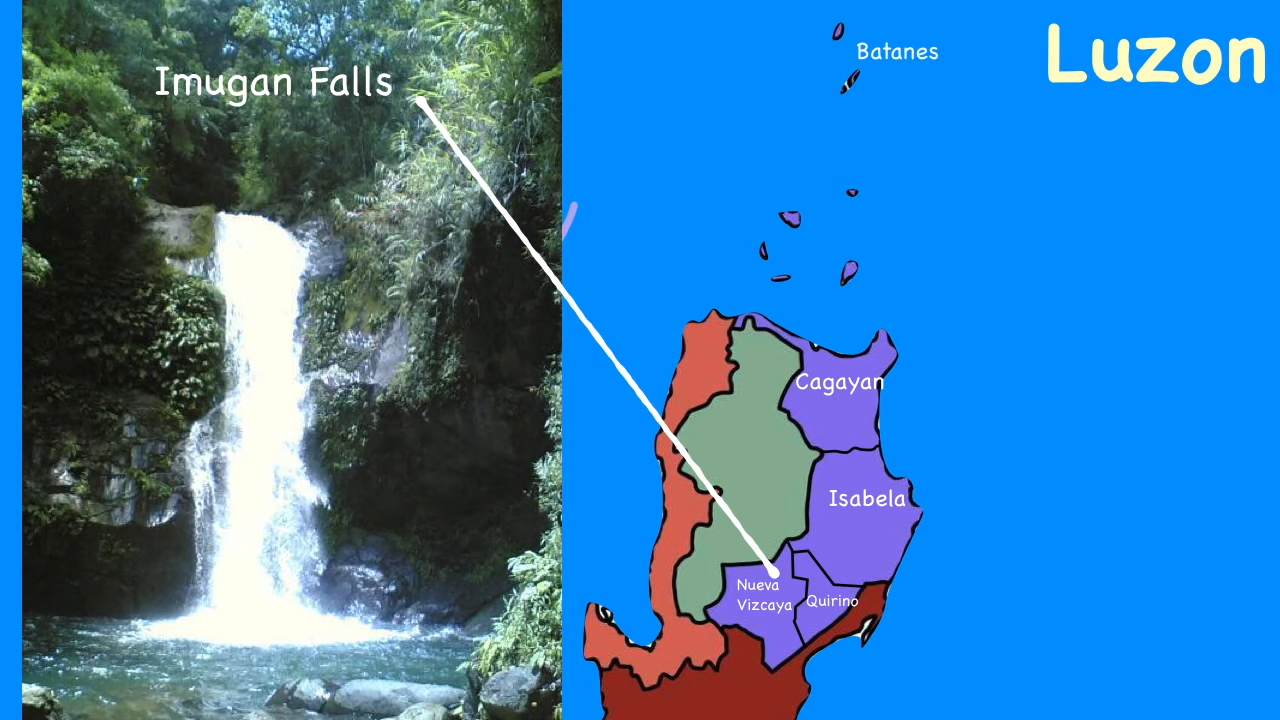 Luzon
Batanes
Imugan Falls
Cagayan
Isabela
Nueva
Vizcaya
Quirino